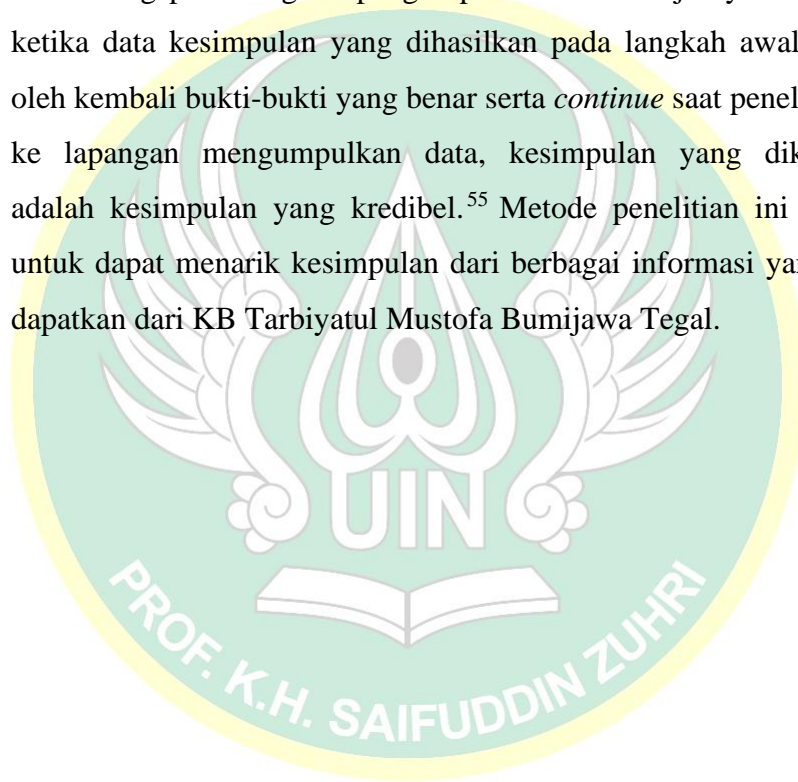 ketika data kesimpulan yang dihasilkan pada langkah awal
oleh kembali bukti-bukti yang benar serta continue saat penel
ke lapangan mengumpulkan data, kesimpulan yang dik
adalah kesimpulan yang kredibel.55 Metode penelitian ini
untuk dapat menarik kesimpulan dari berbagai informasi yan
dapatkan dari KB Tarbiyatul Mustofa Bumijawa Tegal.
UIN
PROF. K.H. SAIFUDDIN ZUHRI